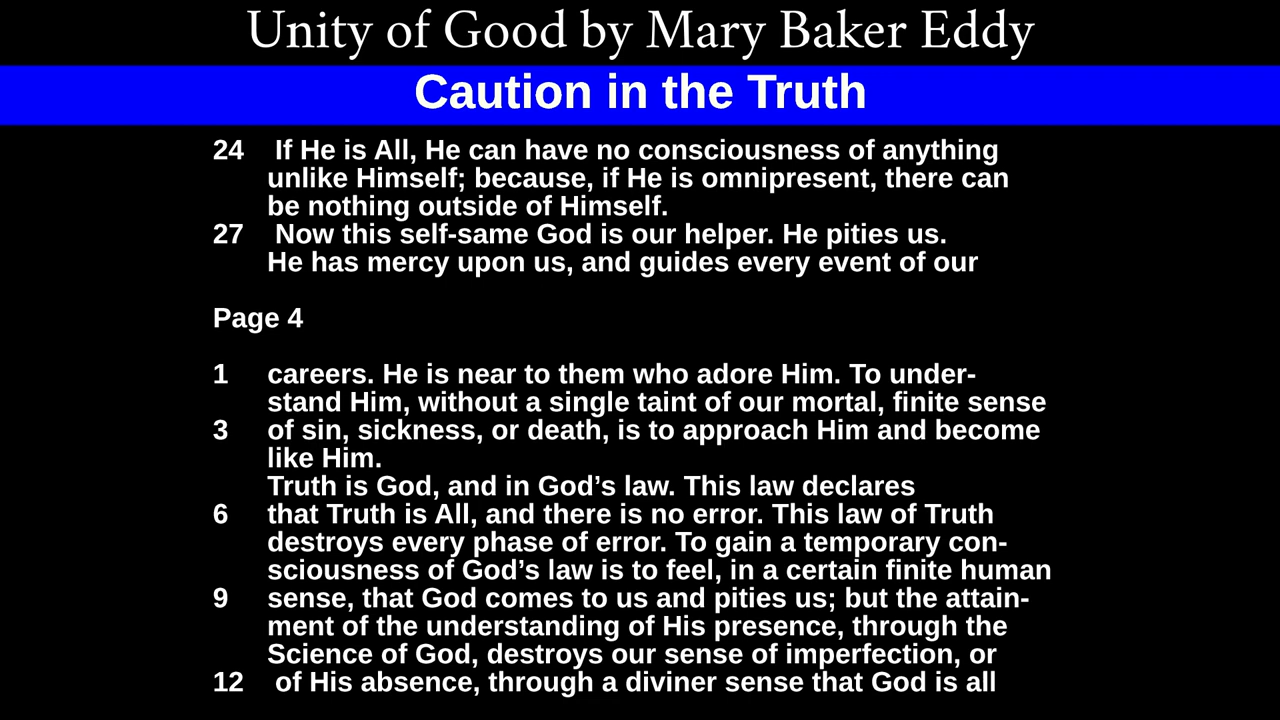 Unity of Good by Mary Baker Eddy
Caution in the Truth
24 If He is All, He can have no consciousness of anything
unlike Himself; because, if He is omnipresent, there can
be nothing outside of Himself.
27 Now this self-same God is our helper. He pities us.
He has mercy upon us, and guides every event of our
Page 4
1 careers. He is near to them who adore Him. To under-
stand Him, without a single taint of our mortal, finite sense
3 of sin, sickness, or death, is to approach Him and become
like Him.
Truth is God, and in God’s law. This law declares
6 that Truth is All, and there is no error. This law of Truth
destroys every phase of error. To gain a temporary con-
sciousness of God’s law is to feel, in a certain finite human
9 sense, that God comes to us and pities us; but the attain-
ment of the understanding of His presence, through the
Science of God, destroys our sense of imperfection, or
12 of His absence, through a diviner sense that God is all